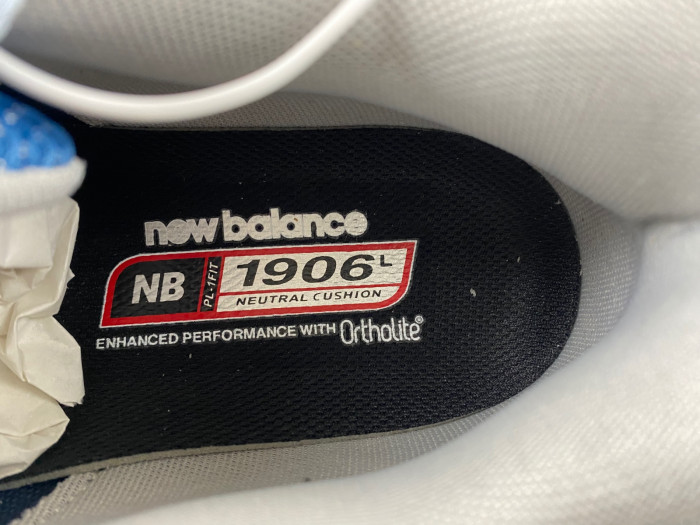 new balance
NB PL-1FIT 1906L
NEUTRAL CUSHION
ENHANCED PERFORMANCE WITH Ortholite®